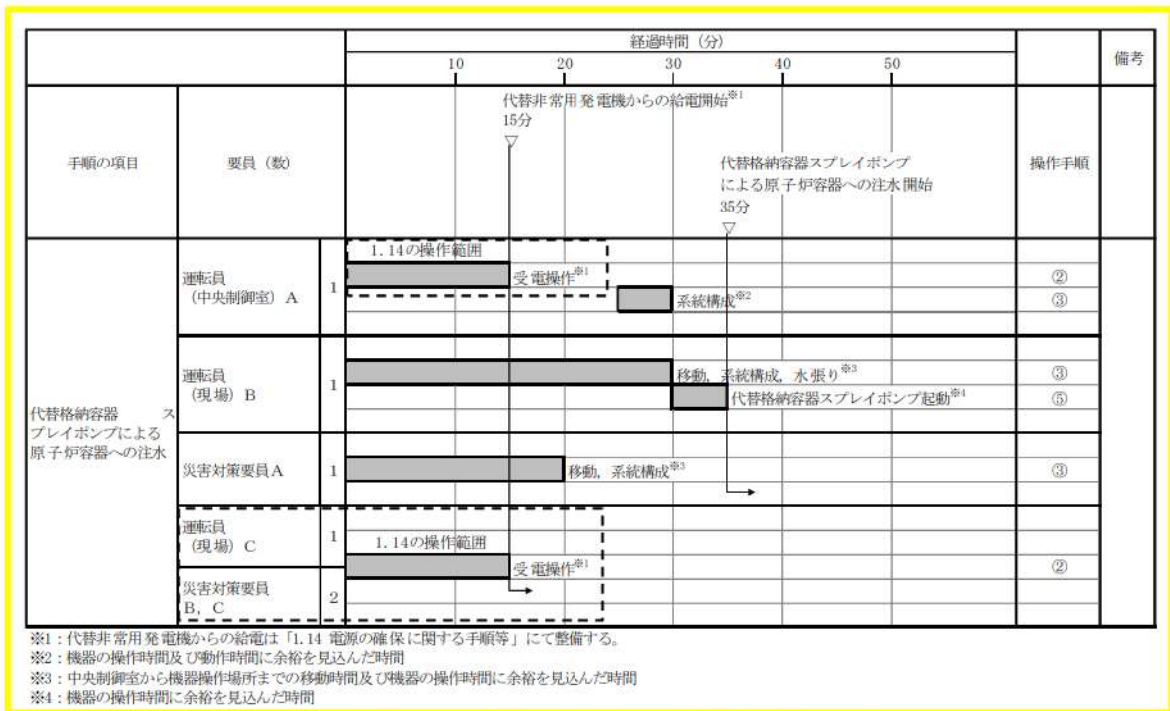 経過時間（分）
備考
10 20 30 40 50
手順の項目
要員（数）
操作手順
代替非常用発電機からの給電開始※1
15分
▽
代替格納容器スプレイポンプ
による原子炉容器への注水開始
35分
▽
代替格納容器　　　ス
プレイポンプによる
原子炉容器への注水
運転員
（中央制御室）A
1
1.14の操作範囲
受電操作※1
②
系統構成※2
③
運転員
（現場）B
1
移動，系統構成，水張り※3
③
代替格納容器スプレイポンプ起動※4
⑤
災害対策要員A
1
移動，系統構成※3
③
運転員
（現場）C
1
1.14の操作範囲
受電操作※1
②
災害対策要員
B，C
2
※1：代替非常用発電機からの給電は「1.14 電源の確保に関する手順等」にて整備する。
※2：機器の操作時間及び動作時間に余裕を見込んだ時間
※3：中央制御室から機器操作場所までの移動時間及び機器の操作時間に余裕を見込んだ時間
※4：機器の操作時間に余裕を見込んだ時間